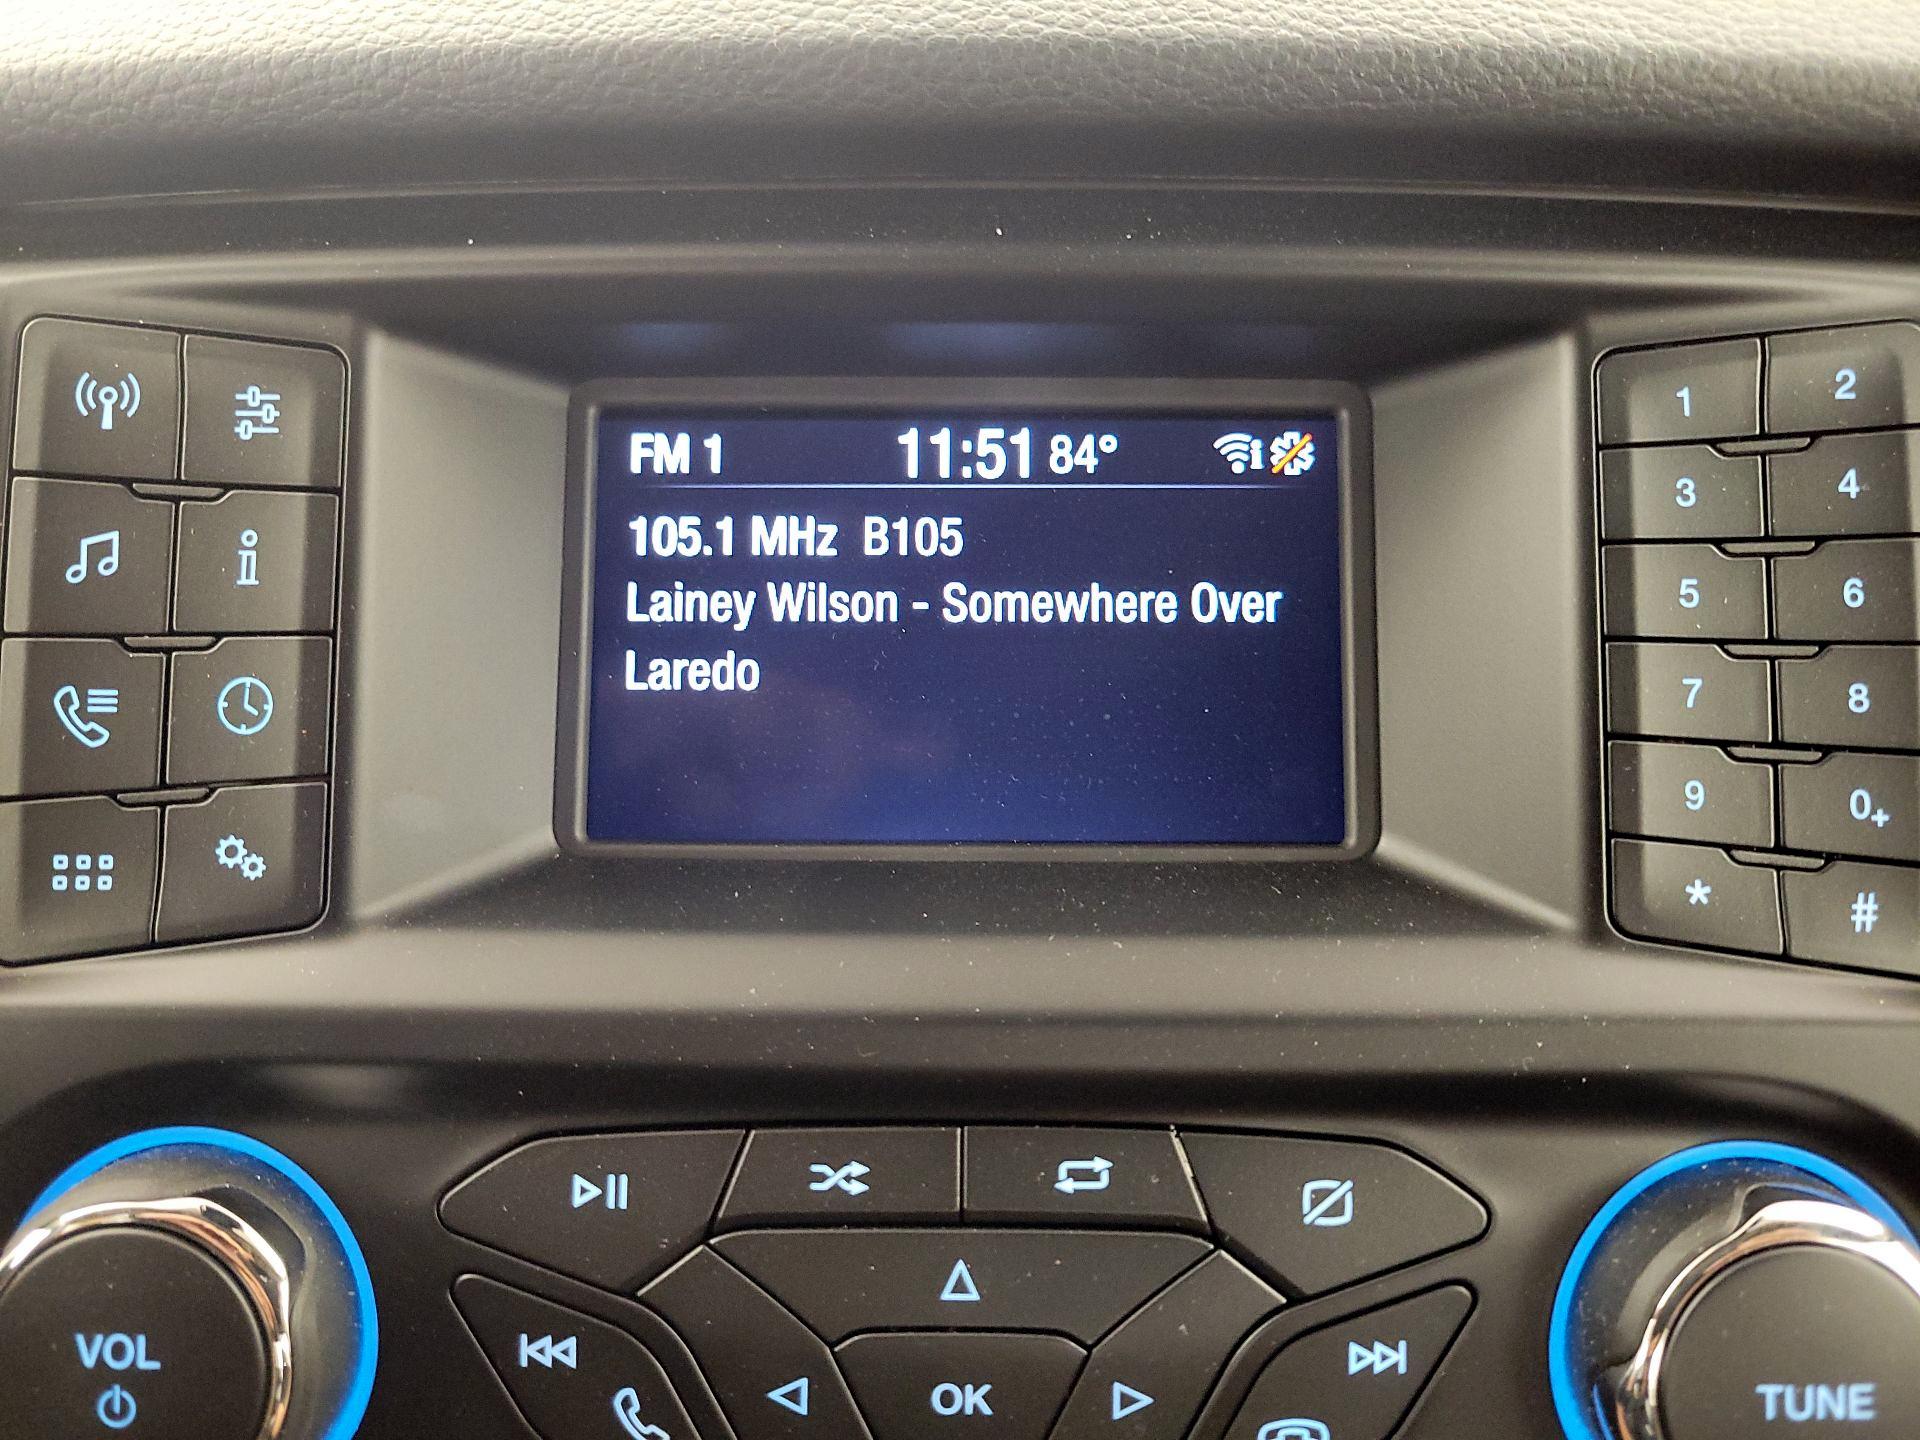 FM 1 11:51 84°
105.1 MHz B105
Lainey Wilson - Somewhere Over
Laredo
1 2
3 4
5 6
7 8
9 0+
* #
VOL
OK
TUNE